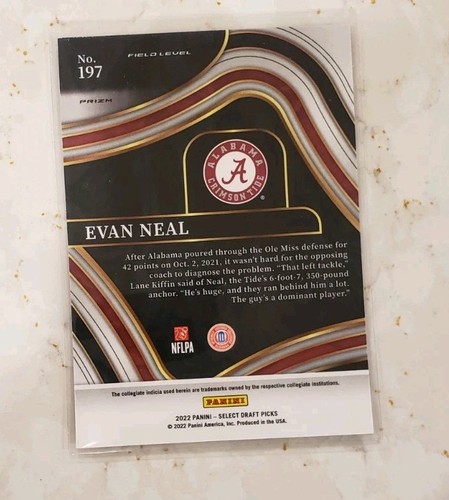 No.
197
FIELD LEVEL
PRIZM
ALABAMA
A
CRIMSON TIDE
®
EVAN NEAL
After Alabama poured through the Ole Miss defense for
42 points on Oct. 2, 2021, it wasn't hard for the opposing
coach to diagnose the problem. "That left tackle,"
Lane Kiffin said of Neal, the Tide's 6-foot-7, 350-pound
anchor. "He's huge, and they ran behind him a lot.
The guy's a dominant player."
NFLPA
The collegiate indicia used herein are trademarks owned by the respective collegiate institutions.
PANINI
2022 PANINI – SELECT DRAFT PICKS
© 2022 Panini America, Inc. Produced in the USA.